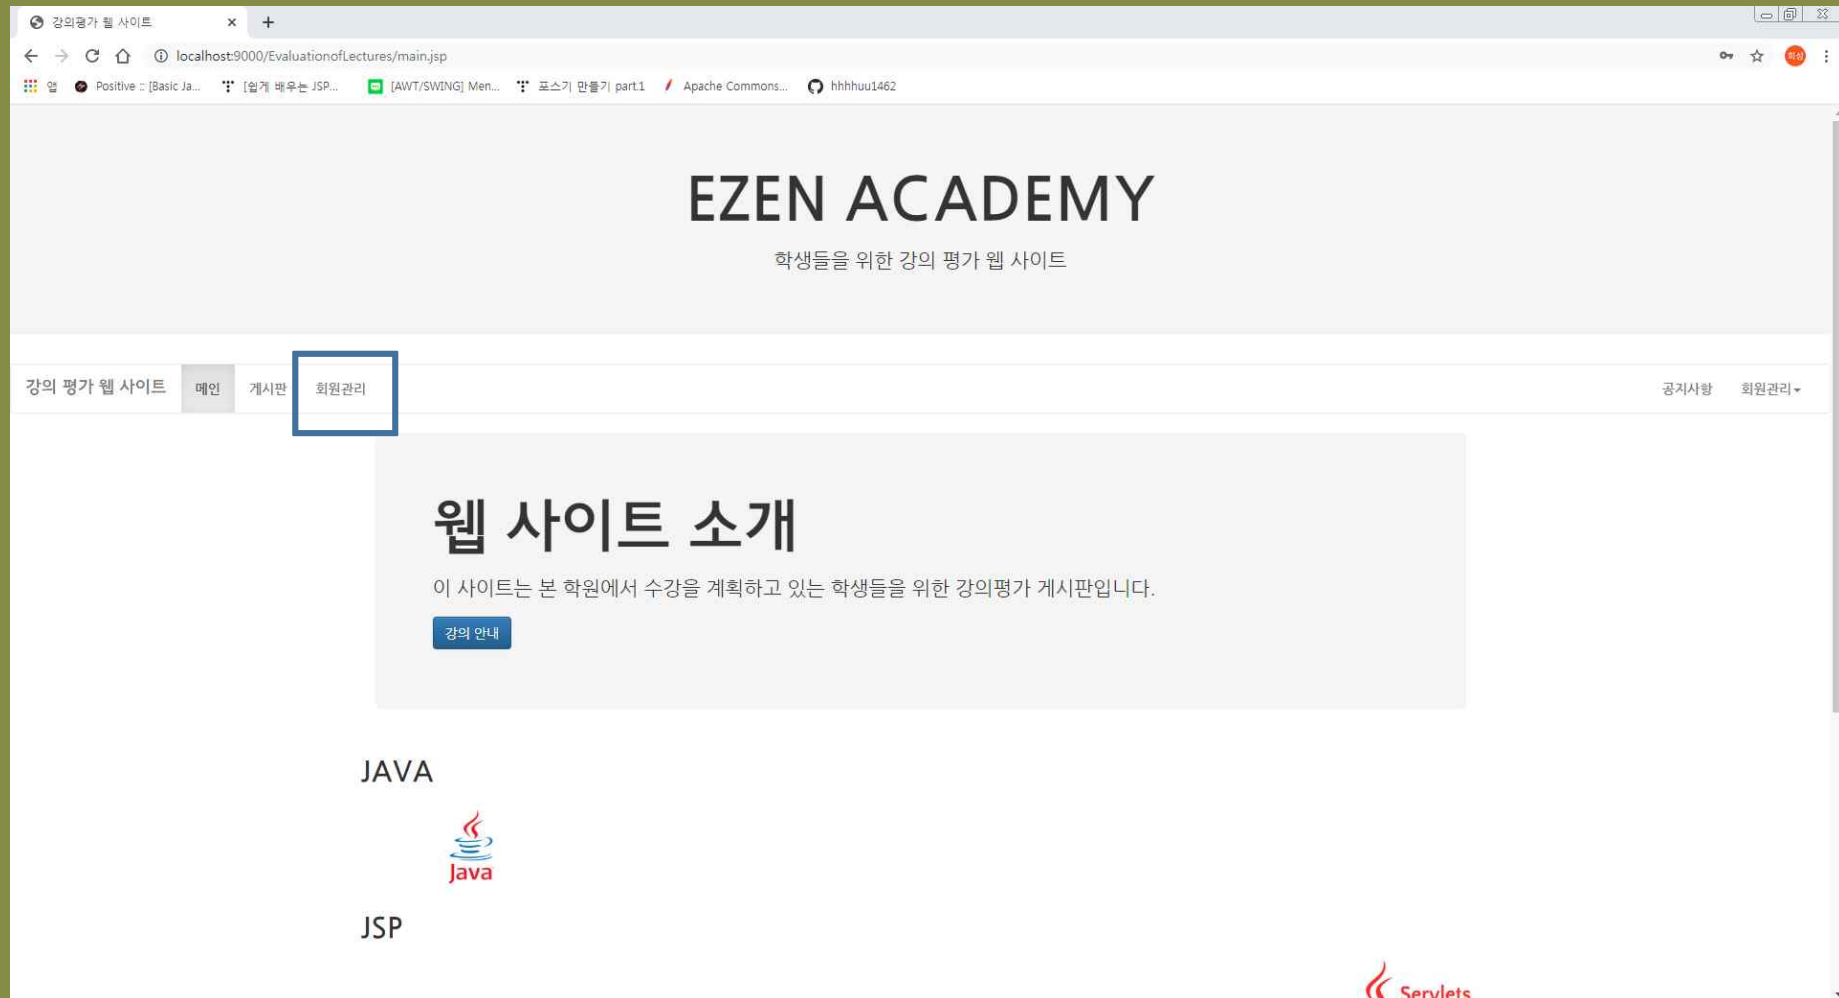 강의평가 웹 사이트
localhost:9000/EvaluationofLectures/main.jsp
희성
앱 Positive :: [Basic Ja... [쉽게 배우는 JSP... [AWT/SWING] Men... 포스기 만들기 part.1 Apache Commons... hhhhuu1462
EZEN ACADEMY
학생들을 위한 강의 평가 웹 사이트
강의 평가 웹 사이트 메인 게시판 회원관리 공지사항 회원관리
웹 사이트 소개
이 사이트는 본 학원에서 수강을 계획하고 있는 학생들을 위한 강의평가 게시판입니다.
강의 안내
JAVA
Java
JSP
Servlets